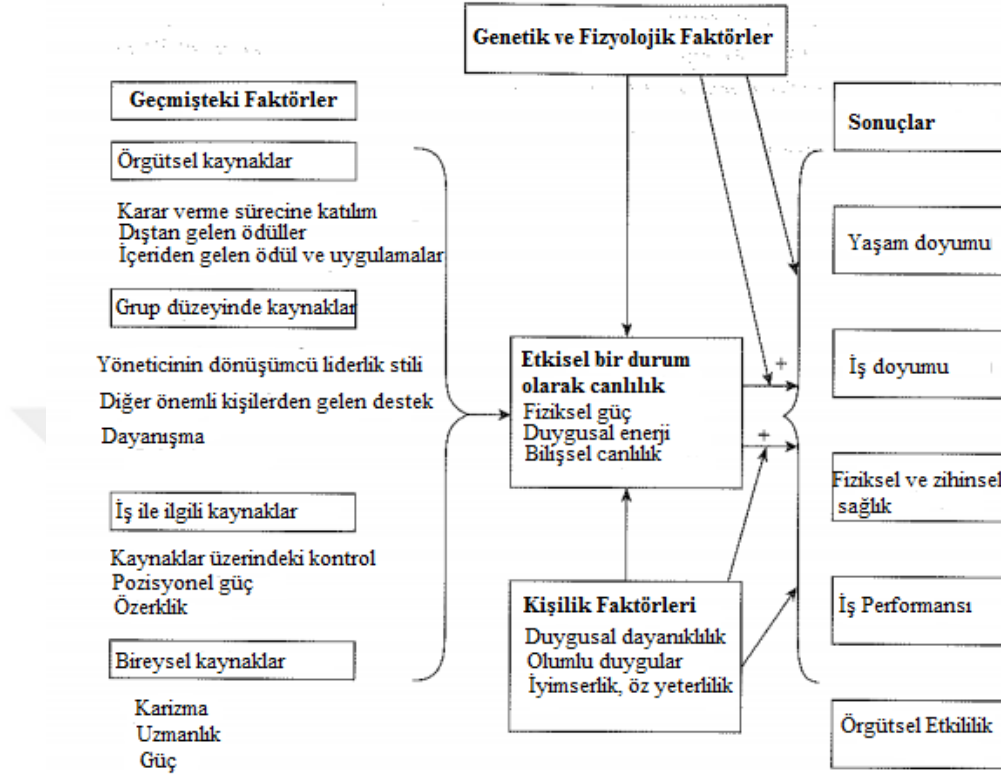 Genetik ve Fizyolojik Faktörler
Geçmişteki Faktörler
Örgütsel kaynaklar
Karar verme sürecine katılım
Dıştan gelen ödüller
İçeriden gelen ödül ve uygulamalar
Grup düzeyinde kaynaklar
Yöneticinin dönüşümcü liderlik stili
Diğer önemli kişilerden gelen destek
Dayanışma
İş ile ilgili kaynaklar
Kaynaklar üzerindeki kontrol
Pozisyonel güç
Özerklik
Bireysel kaynaklar
Karizma
Uzmanlık
Güç
Etkisel bir durum
olarak canlılık
Fiziksel güç
Duygusal enerji
Bilişsel canlılık
+
+
Kişilik Faktörleri
Duygusal dayanıklılık
Olumlu duygular
İyimserlik, öz yeterlilik
Sonuçlar
Yaşam doyumu
İş doyumu
Fiziksel ve zihinsel
sağlık
İş Performansı
Örgütsel Etkililik